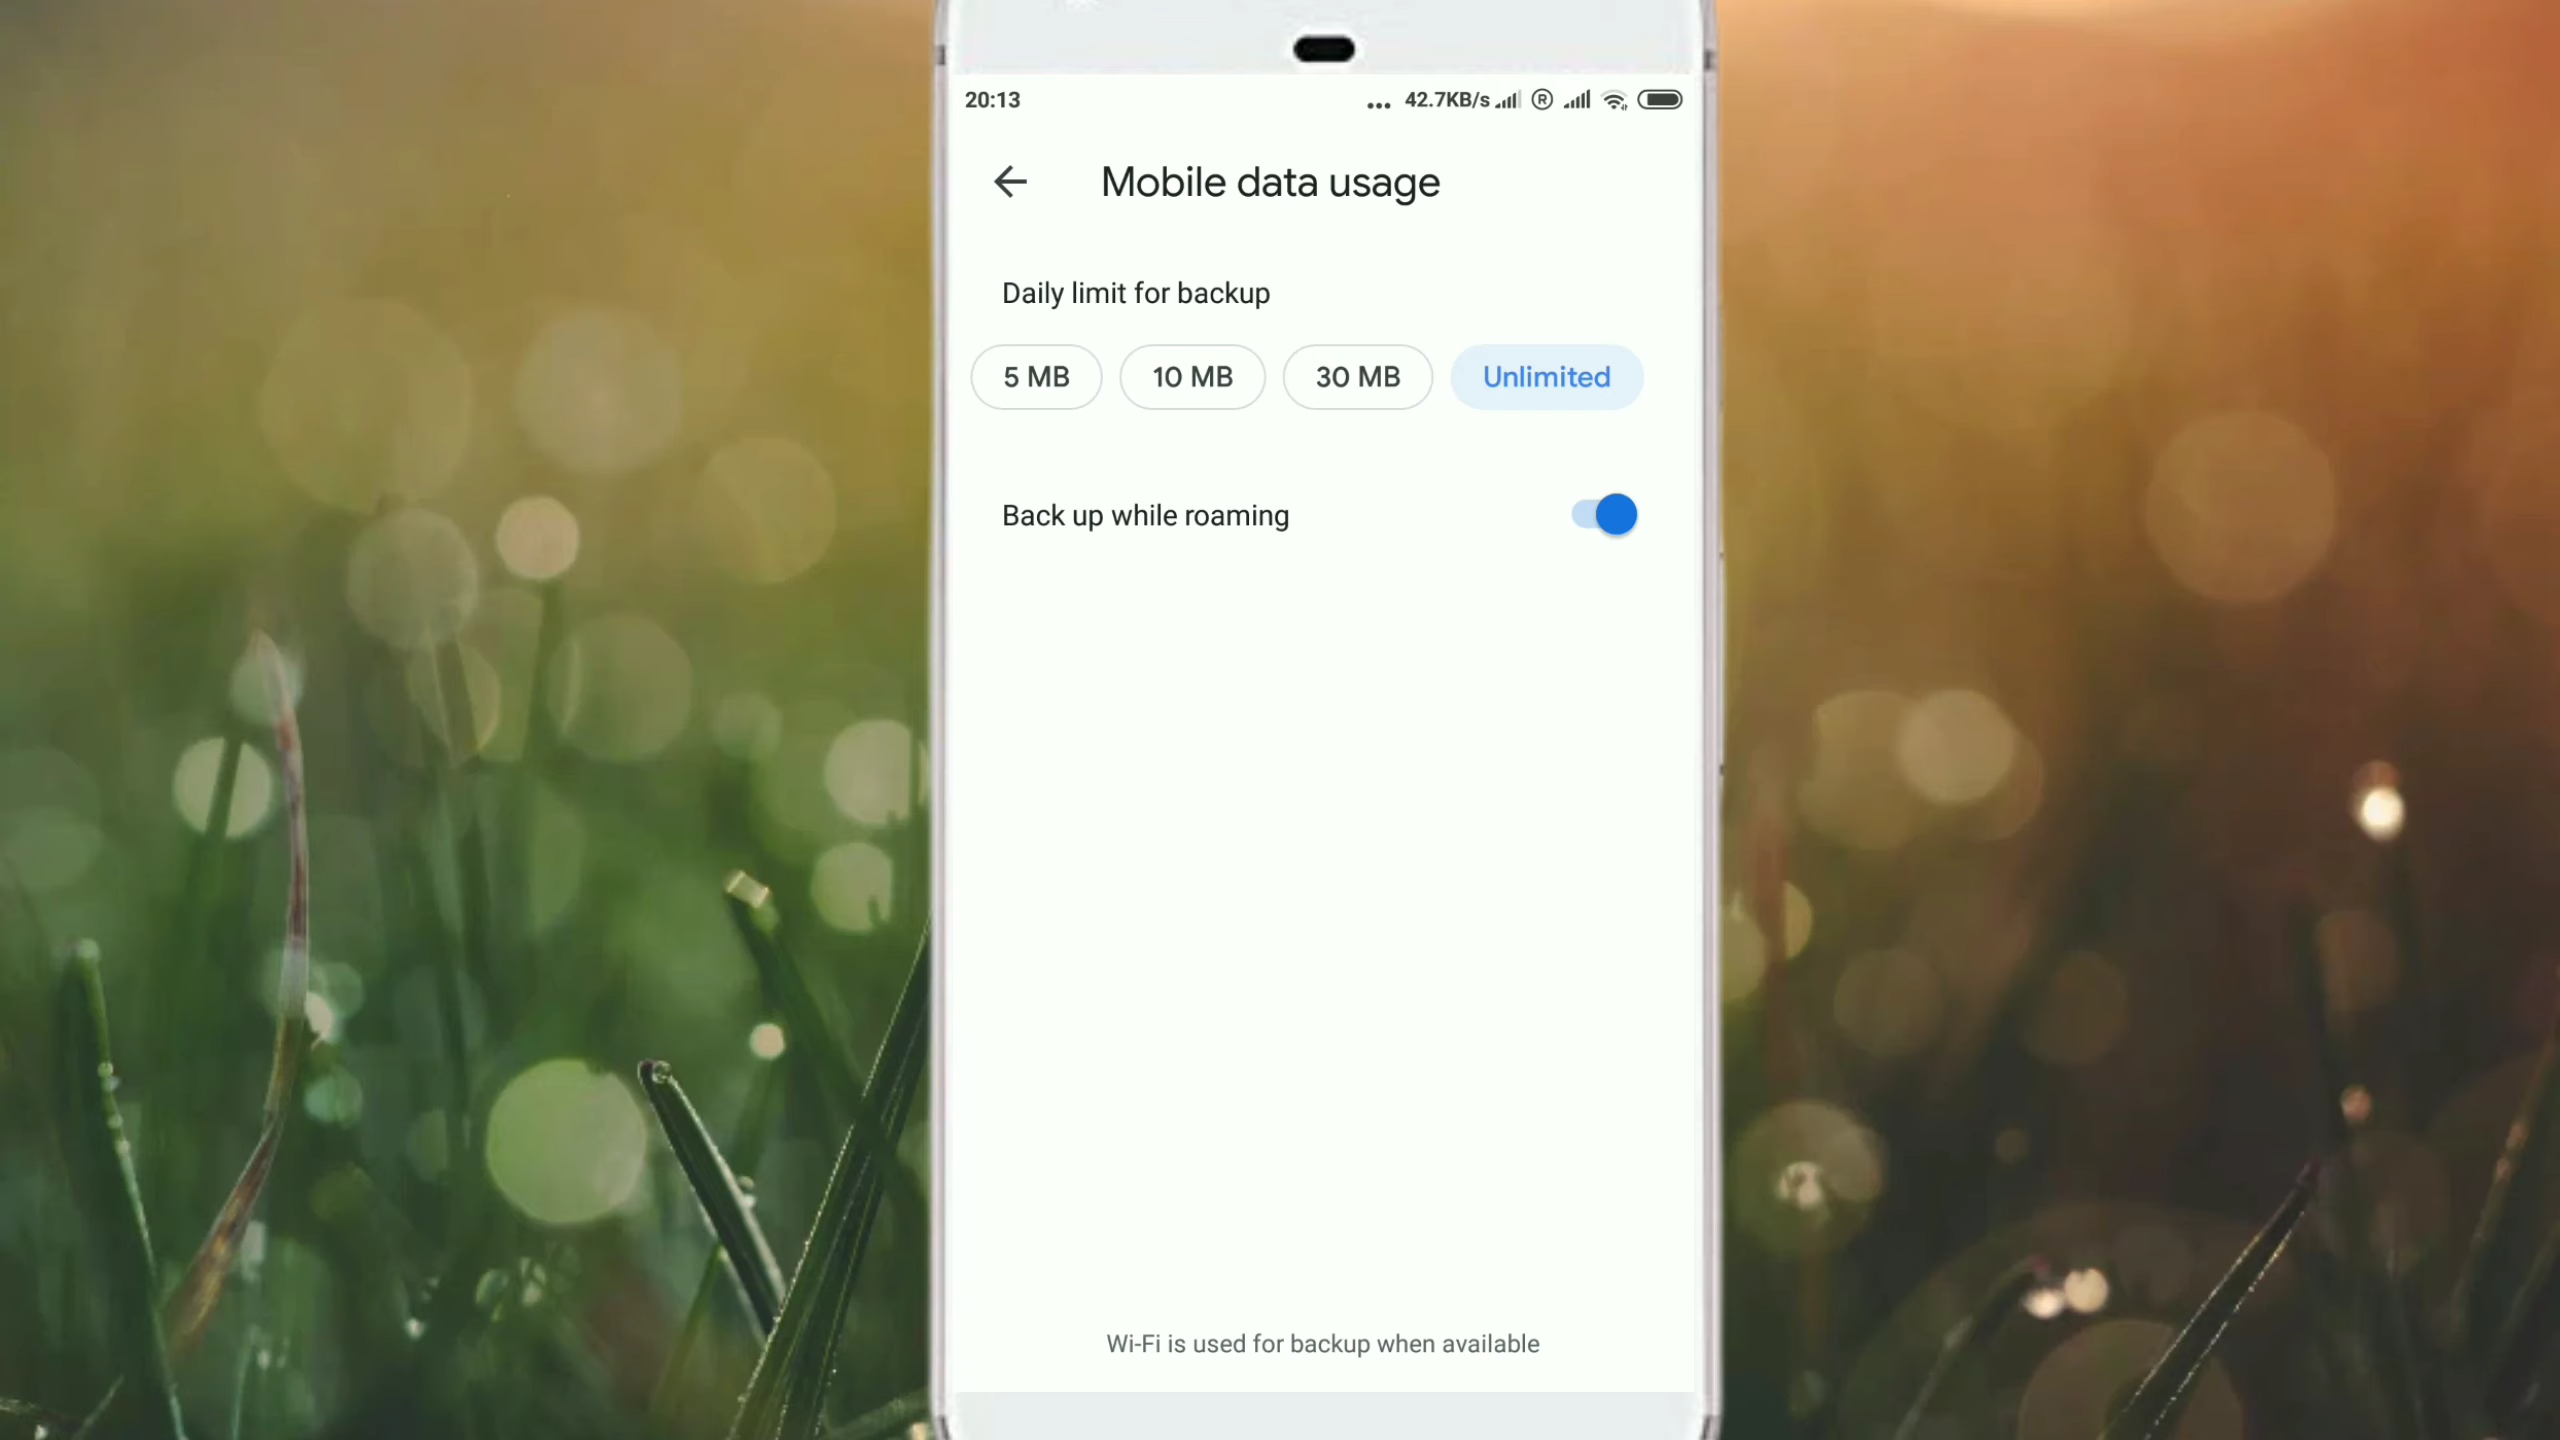 20:13 ... 42.7KB/s ®
Mobile data usage
Daily limit for backup
5 MB 10 MB 30 MB Unlimited
Back up while roaming
Wi-Fi is used for backup when available